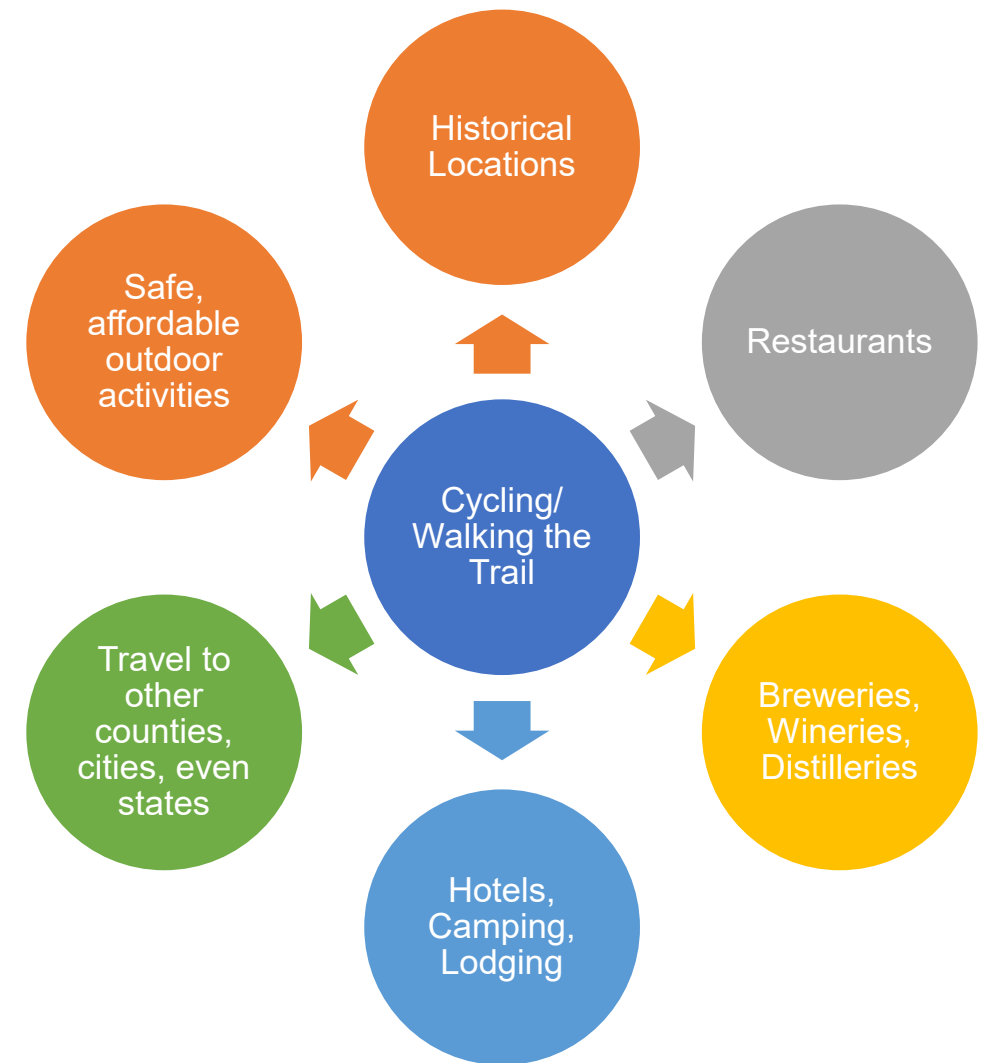 Historical
Locations
Safe,
affordable
outdoor
activities
Restaurants
Cycling/
Walking the
Trail
Travel to
other
counties,
cities, even
states
Breweries,
Wineries,
Distilleries
Hotels,
Camping,
Lodging